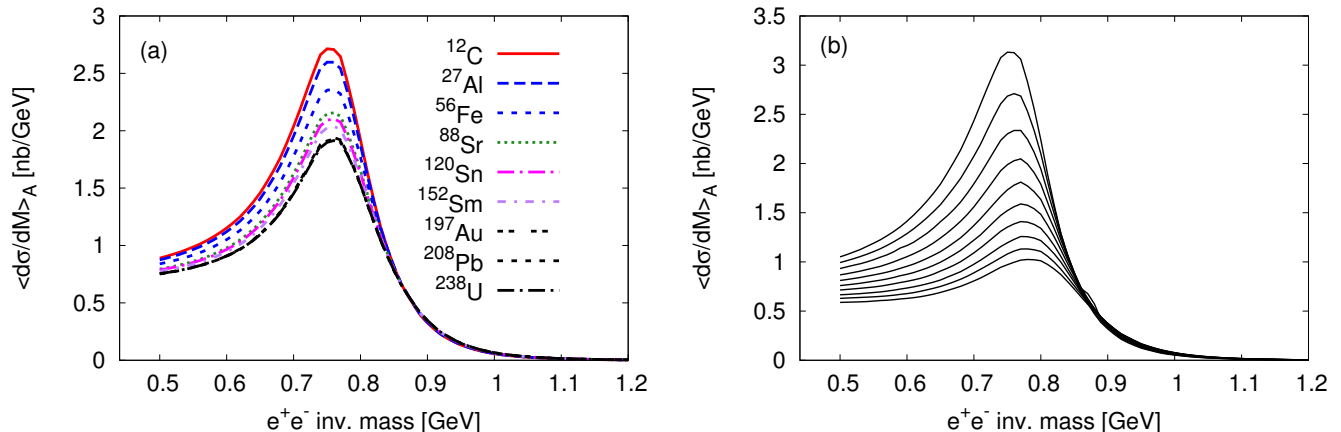 (a)
<dσ/dM>_A [nb/GeV]
3
2.5
2
1.5
1
0.5
0
¹²C
²⁷Al
⁵⁶Fe
⁸⁸Sr
¹²⁰Sn
¹⁵²Sm
¹⁹⁷Au
²⁰⁸Pb
²³⁸U
0.5 0.6 0.7 0.8 0.9 1 1.1 1.2
e⁺e⁻ inv. mass [GeV]
(b)
<dσ/dM>_A [nb/GeV]
3.5
3
2.5
2
1.5
1
0.5
0
0.5 0.6 0.7 0.8 0.9 1 1.1 1.2
e⁺e⁻ inv. mass [GeV]